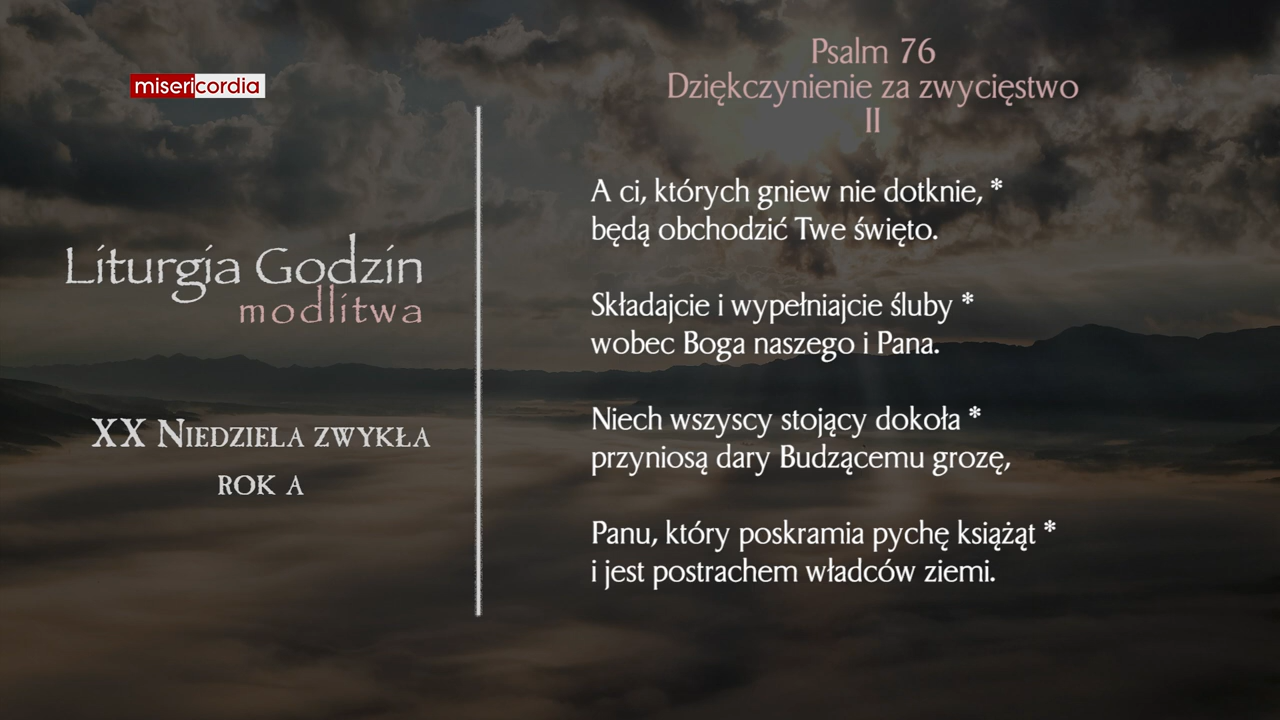 misericordia
Liturgia Godzin
modlitwa
XX Niedziela zwykła
rok A
Psalm 76
Dziękczynienie za zwycięstwo
II
A ci, których gniew nie dotknie, *
będą obchodzić Twe święto.
Składajcie i wypełniajcie śluby *
wobec Boga naszego i Pana.
Niech wszyscy stojący dokoła *
przyniosą dary Budzącemu grozę,
Panu, który poskramia pychę książąt *
i jest postrachem władców ziemi.